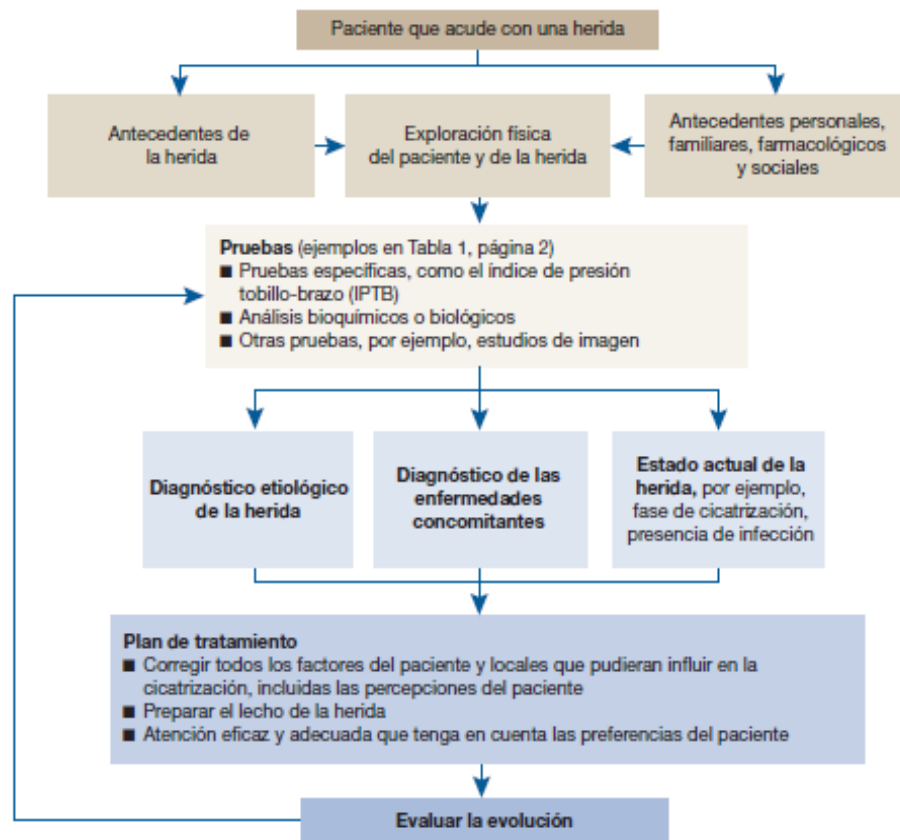 Paciente que acude con una herida
Antecedentes de
la herida
Exploración física
del paciente y de la herida
Antecedentes personales,
familiares, farmacológicos
y sociales
Pruebas (ejemplos en Tabla 1, página 2)
■ Pruebas específicas, como el índice de presión
tobillo-brazo (IPTB)
■ Análisis bioquímicos o biológicos
■ Otras pruebas, por ejemplo, estudios de imagen
Diagnóstico etiológico
de la herida
Diagnóstico de las
enfermedades
concomitantes
Estado actual de la
herida, por ejemplo,
fase de cicatrización,
presencia de infección
Plan de tratamiento
■ Corregir todos los factores del paciente y locales que pudieran influir en la
cicatrización, incluidas las percepciones del paciente
■ Preparar el lecho de la herida
■ Atención eficaz y adecuada que tenga en cuenta las preferencias del paciente
Evaluar la evolución